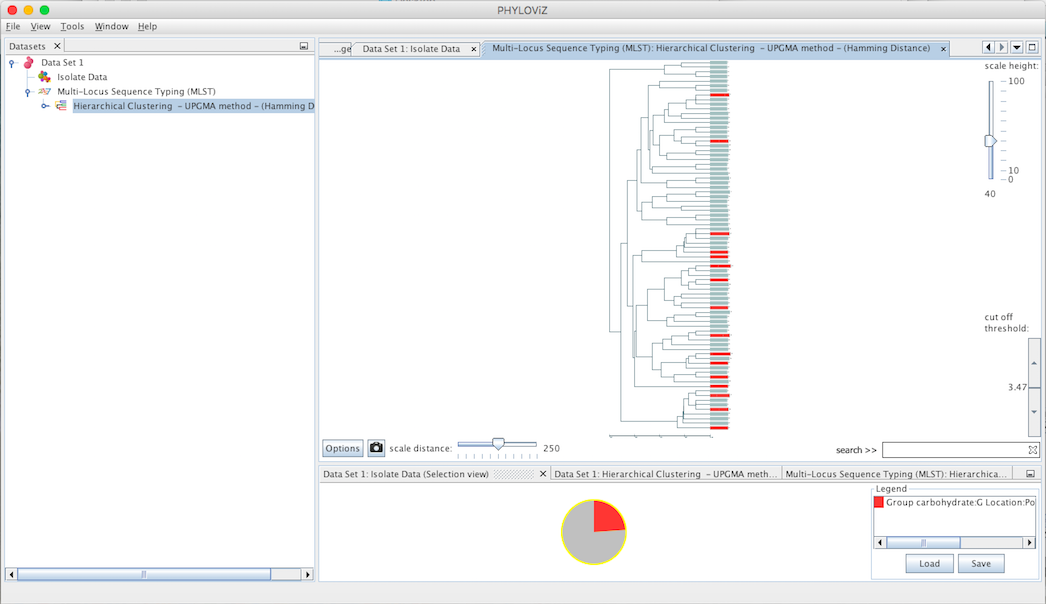 PHYLOViZ
File View Tools Window Help
Datasets
Data Set 1
Isolate Data
Multi-Locus Sequence Typing (MLST)
Hierarchical Clustering – UPGMA method – (Hamming D
...ge
Data Set 1: Isolate Data
Multi-Locus Sequence Typing (MLST): Hierarchical Clustering – UPGMA method – (Hamming Distance)
scale height:
100
10
0
40
cut off
threshold:
3.47
Options
scale distance:
250
search >>
Data Set 1: Isolate Data (Selection view)
Data Set 1: Hierarchical Clustering – UPGMA meth...
Multi-Locus Sequence Typing (MLST): Hierarchica...
Legend
Group carbohydrate:G Location:Po
Load
Save